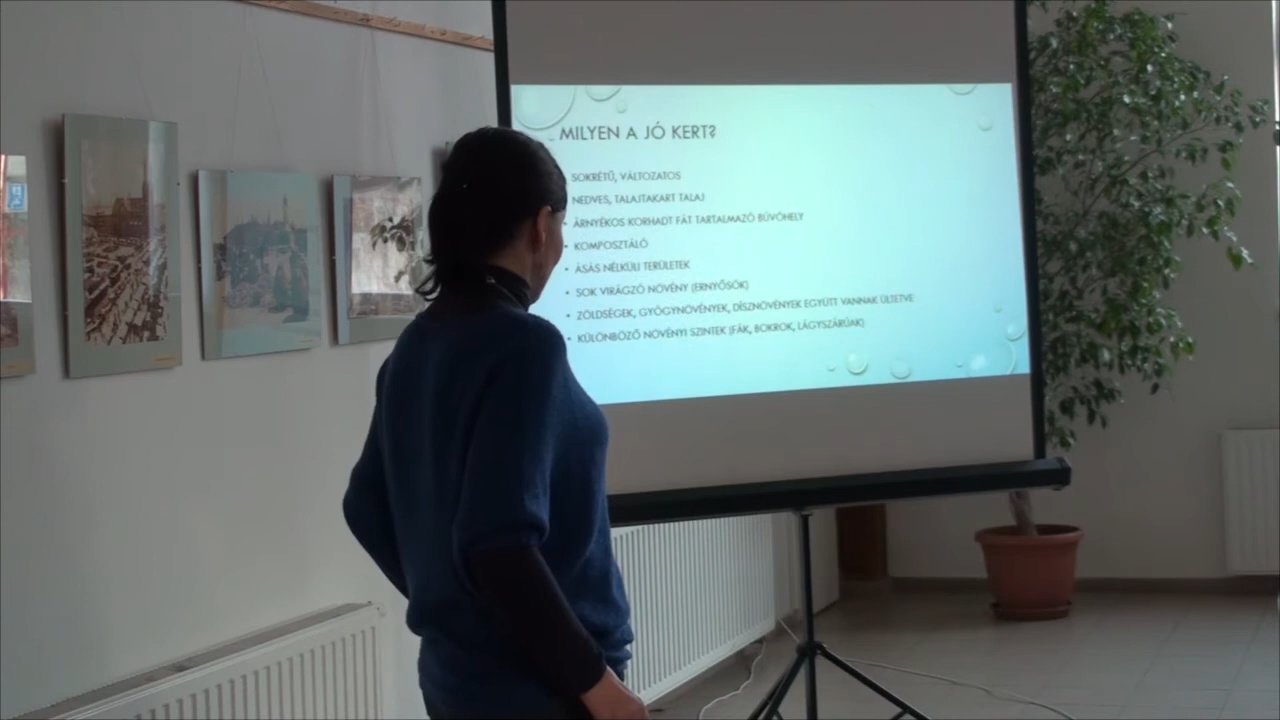 MILYEN A JÓ KERT?
SOKRÉTŰ, VÁLTOZATOS
NEDVES, TALAJTAKART TALAJ
• ÁRNYÉKOS KORHADT FÁT TARTALMAZÓ BÚVÓHELY
• KOMPOSZTÁLÓ
• ÁSÁS NÉLKÜLI TERÜLETEK
• SOK VIRÁGZÓ NÖVÉNY (ERNYŐSÖK)
• ZÖLDSÉGEK, GYÓGYNÖVÉNYEK, DÍSZNÖVÉNYEK EGYÜTT VANNAK ÜLTETVE
• KÜLÖNBÖZŐ NÖVÉNYI SZINTEK (FÁK, BOKROK, LÁGYSZÁRÚAK)